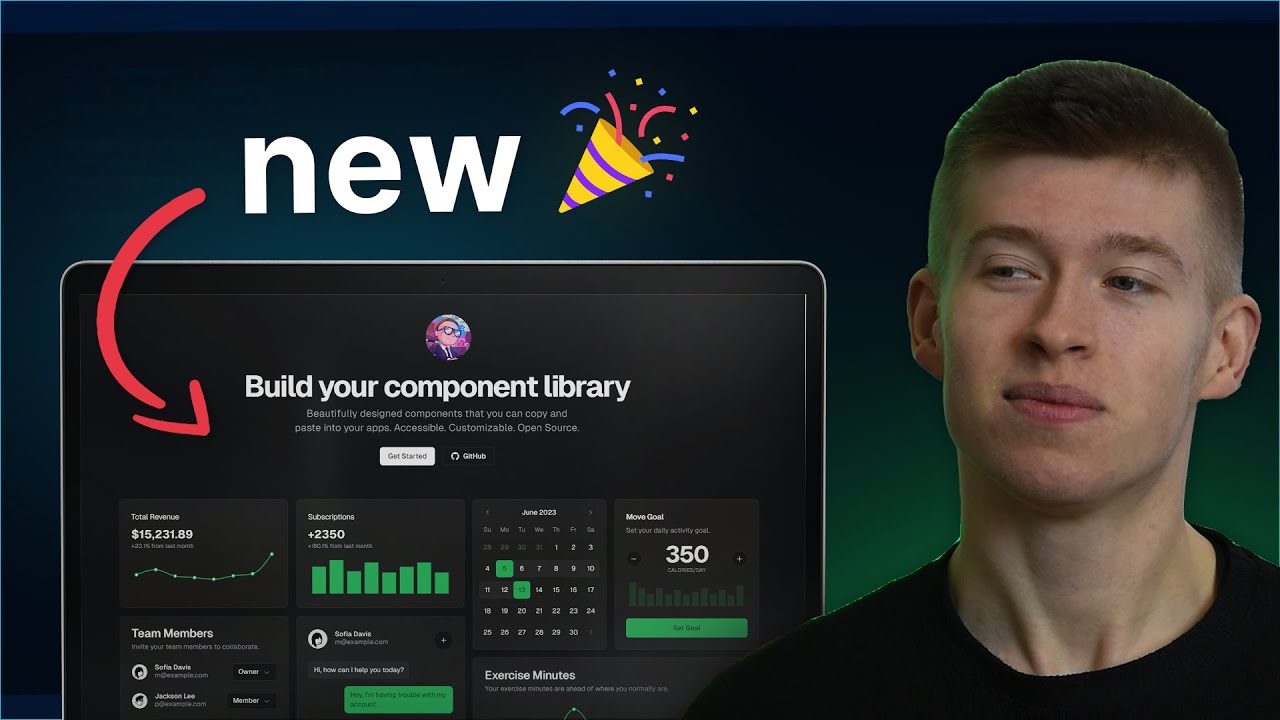 new
Build your component library
Beautifully designed components that you can copy and
paste into your apps. Accessible. Customizable. Open Source.
Get Started
GitHub
Total Revenue
$15,231.89
+20.1% from last month
Subscriptions
+2350
+180.1% from last month
June 2023
Su Mo Tu We Th Fr Sa
28 29 30 31 1 2 3
4 5 6 7 8 9 10
11 12 13 14 15 16 17
18 19 20 21 22 23 24
25 26 27 28 29 30 1
Move Goal
Set your daily activity goal.
350
CALORIES/DAY
Set Goal
Team Members
Invite your team members to collaborate.
Sofia Davis
m@example.com
Owner
Jackson Lee
p@example.com
Member
Sofia Davis
m@example.com
Hi, how can I help you today?
Hey, I'm having trouble with my
account.
Exercise Minutes
Your exercise minutes are ahead of where you normally are.